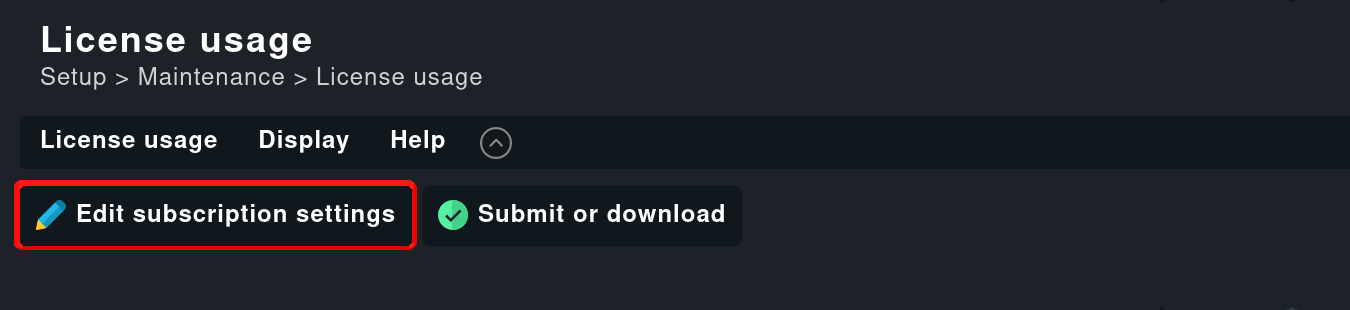 License usage
Setup > Maintenance > License usage
License usage Display Help
Edit subscription settings Submit or download